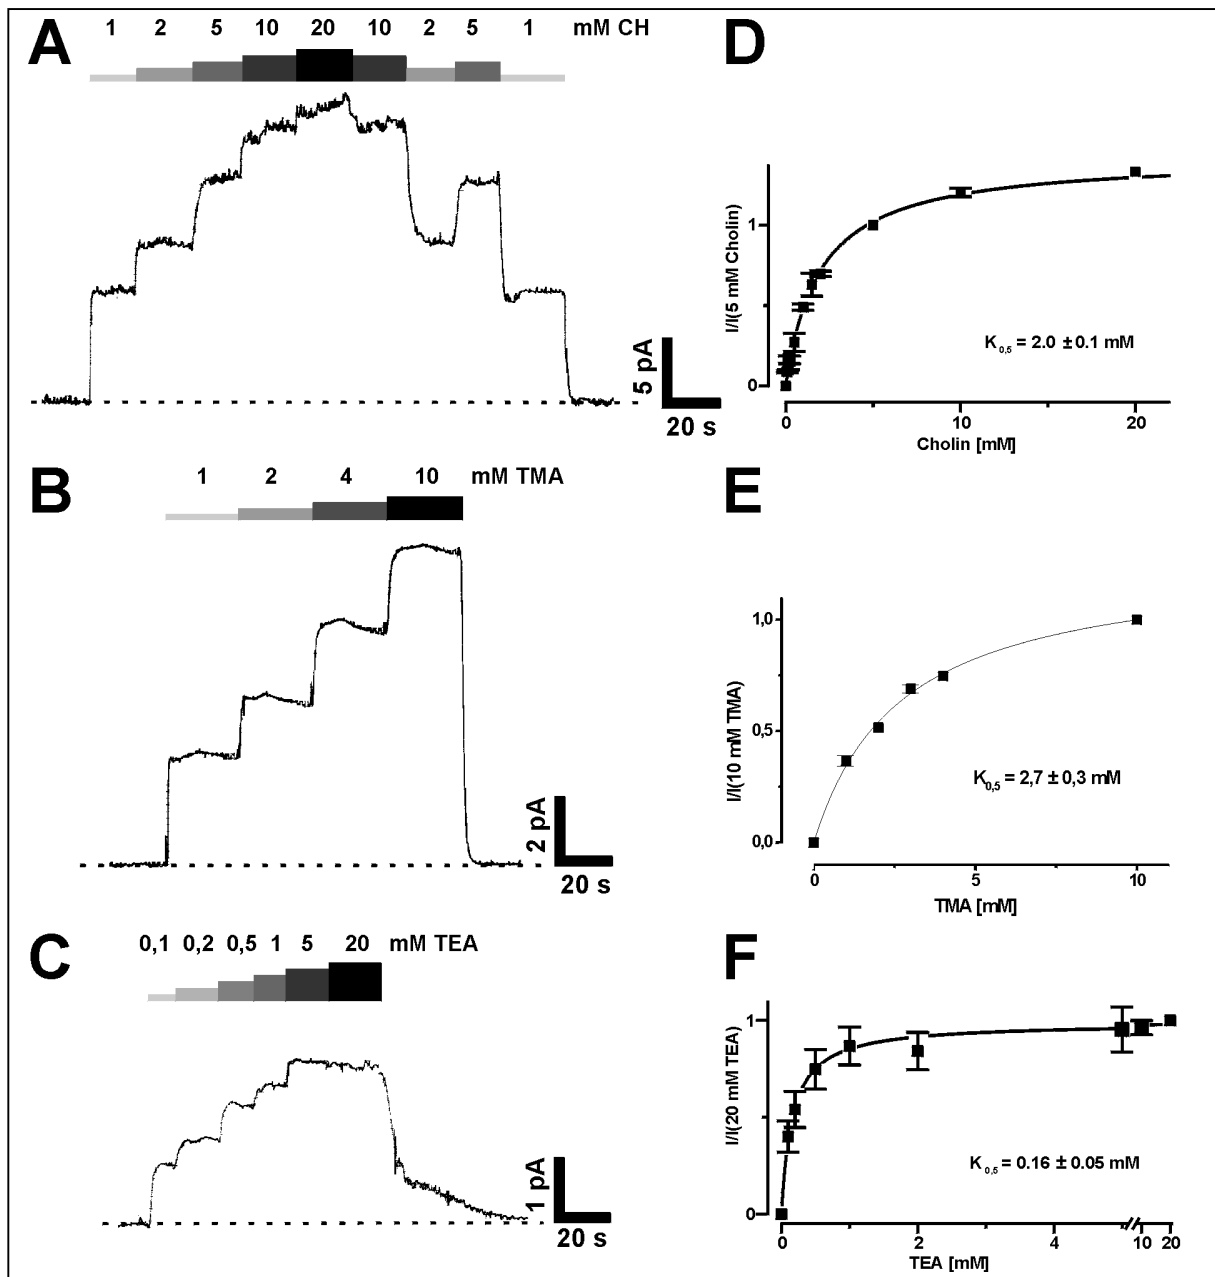 A
1 2 5 10 20 10 2 5 1 mM CH
5 pA
20 s
D
I/I(5 mM Cholin)
1
0
K 0,5 = 2.0 ± 0.1 mM
0 10 20
Cholin [mM]
B
1 2 4 10 mM TMA
2 pA
20 s
E
I/I(10 mM TMA)
1,0
0,5
0,0
K0,5 = 2,7 ± 0,3 mM
0 5 10
TMA [mM]
C
0,1 0,2 0,5 1 5 20 mM TEA
1 pA
20 s
F
I/I(20 mM TEA)
1
0
K 0,5 = 0.16 ± 0.05 mM
0 2 4 10 20
TEA [mM]